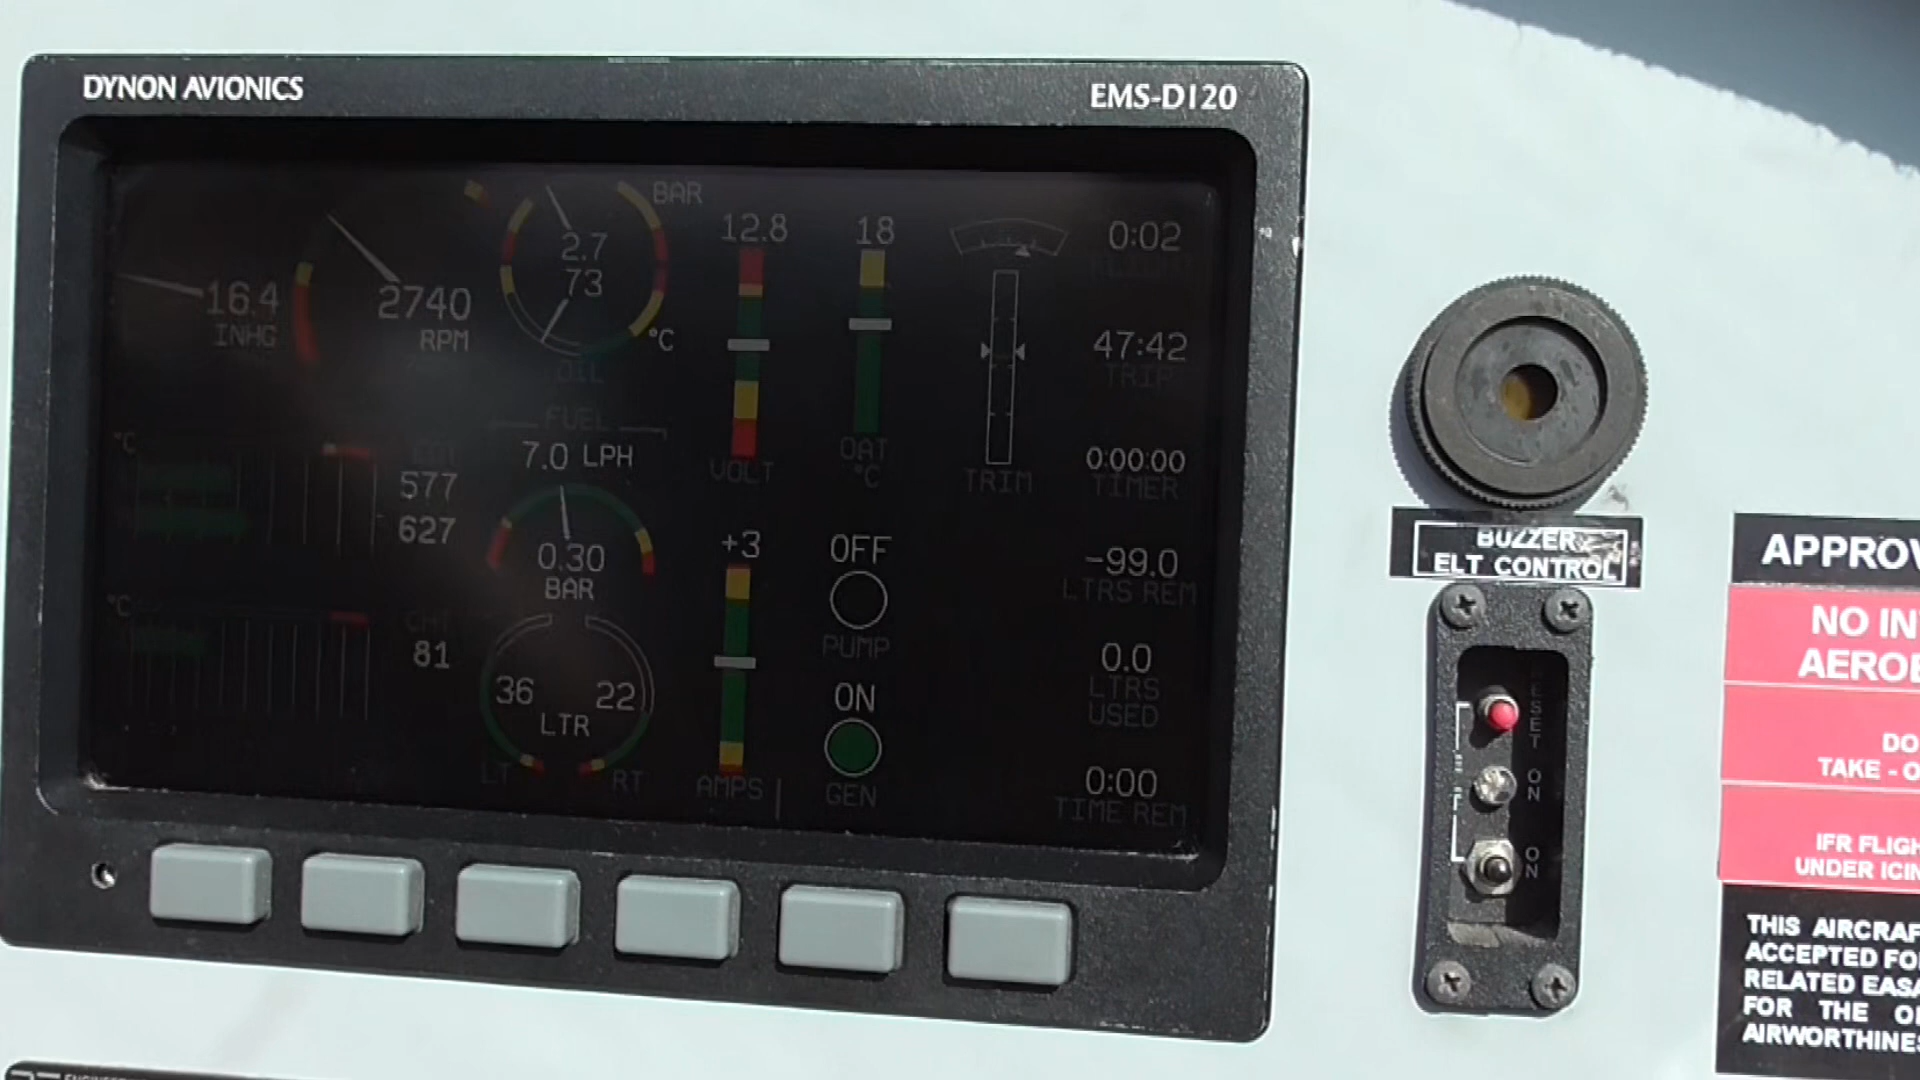 DYNON AVIONICS
EMS-D120
16.4
INHG
2740
RPM
BAR
2.7
73
°C
OIL
12.8
VOLT
18
OAT
°C
TRIM
0:02
47:42
TRIP
0:00:00
TIMER
°C
577
627
FUEL
7.0 LPH
0.30
BAR
°C
CHT
81
36
22
LTR
LT
RT
+3
AMPS
OFF
PUMP
ON
GEN
-99.0
LTRS REM
0.0
LTRS
USED
0:00
TIME REM
BUZZER
ELT CONTROL
RESET
ON
ON
APPROV
NO IN
AEROB
DO
TAKE - O
IFR FLIGH
UNDER ICIN
THIS AIRCRAF
ACCEPTED FO
RELATED EASA
FOR THE O
AIRWORTHINES